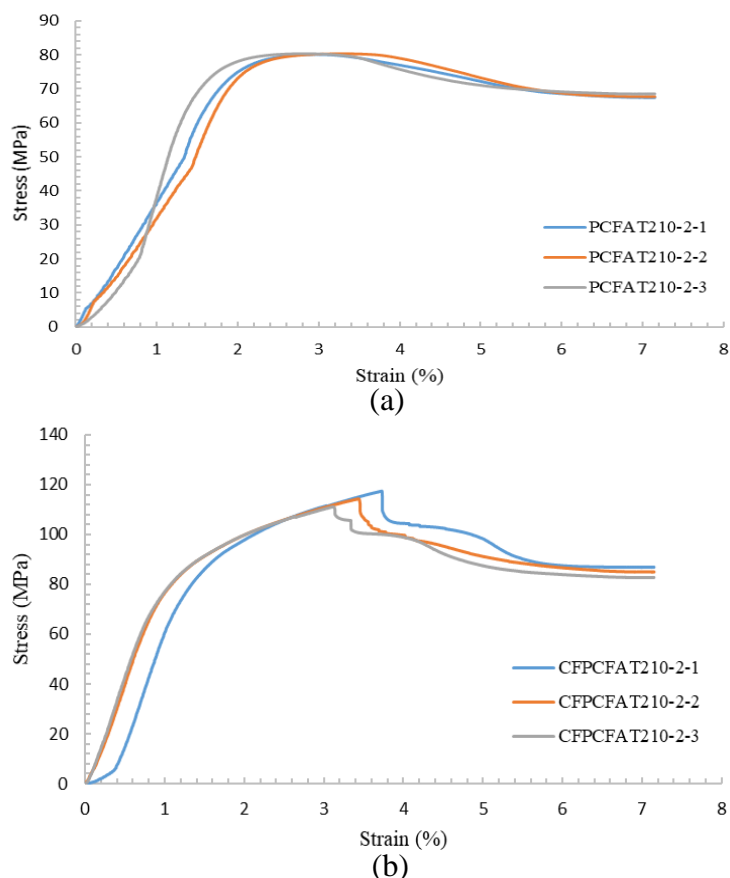 90
80
70
60
50
40
30
20
10
0
Stress (MPa)
PCFAT210-2-1
PCFAT210-2-2
PCFAT210-2-3
0 1 2 3 4 5 6 7 8
Strain (%)
(a)
140
120
100
80
60
40
20
0
Stress (MPa)
CFPCFAT210-2-1
CFPCFAT210-2-2
CFPCFAT210-2-3
0 1 2 3 4 5 6 7 8
Strain (%)
(b)